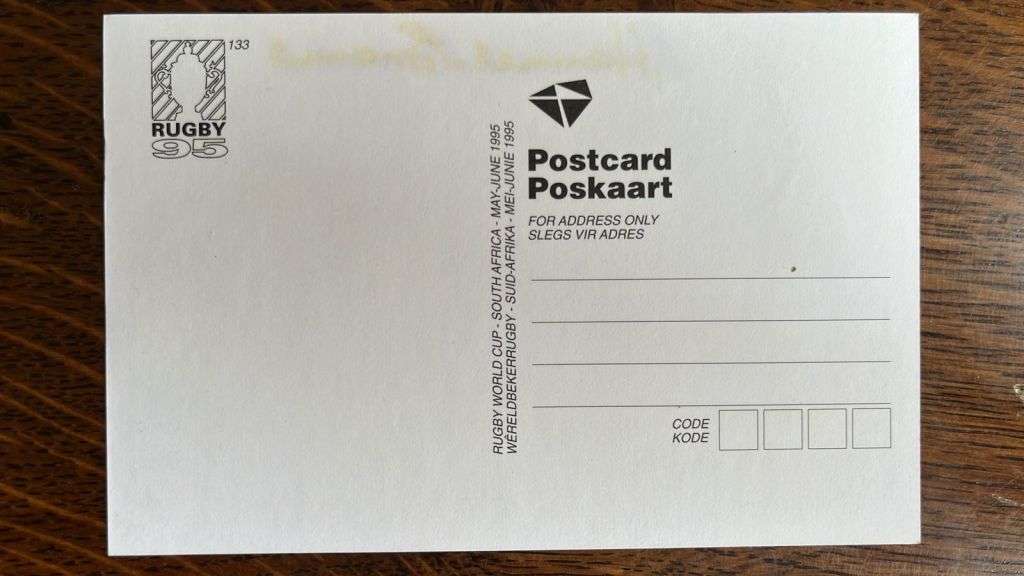 133
RUGBY
95
RUGBY WORLD CUP - SOUTH AFRICA - MAY-JUNE 1995
WÊRELDBEKERRUGBY - SUID-AFRIKA - MEI-JUNIE 1995
Postcard
Poskaart
FOR ADDRESS ONLY
SLEGS VIR ADRES
CODE
KODE